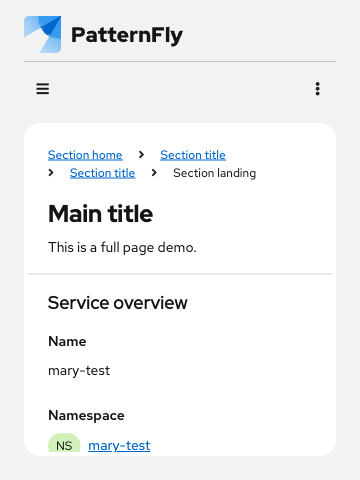 PatternFly
Section home > Section title
> Section title > Section landing
Main title
This is a full page demo.
Service overview
Name
mary-test
Namespace
NS mary-test